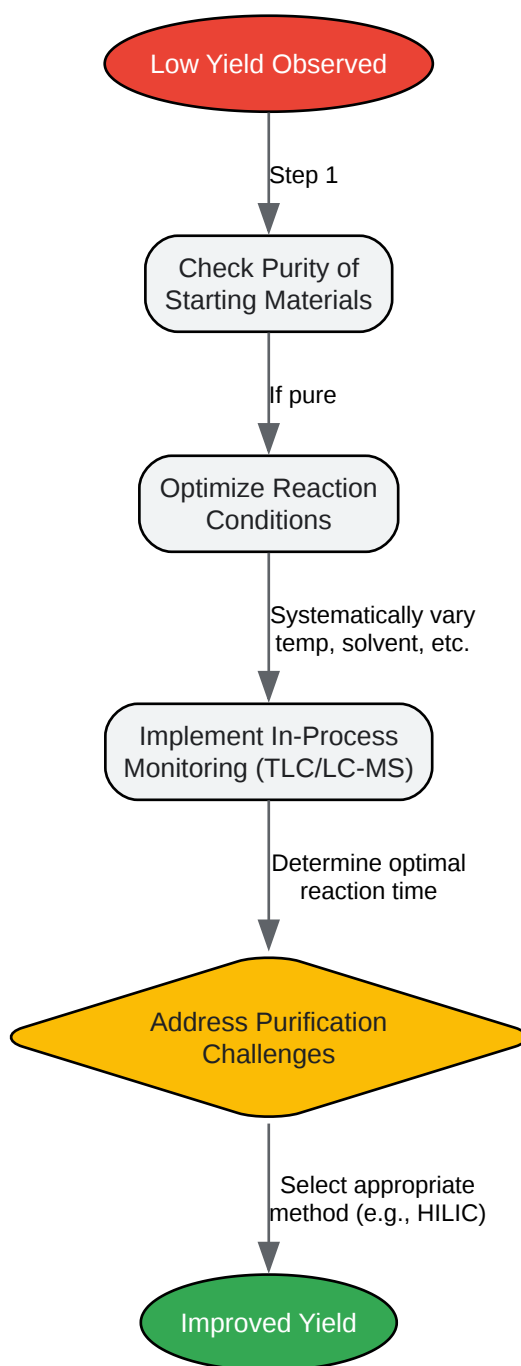 Low Yield Observed
Step 1
Check Purity of
Starting Materials
If pure
Optimize Reaction
Conditions
Systematically vary
temp, solvent, etc.
Implement In-Process
Monitoring (TLC/LC-MS)
Determine optimal
reaction time
Address Purification
Challenges
Select appropriate
method (e.g., HILIC)
Improved Yield